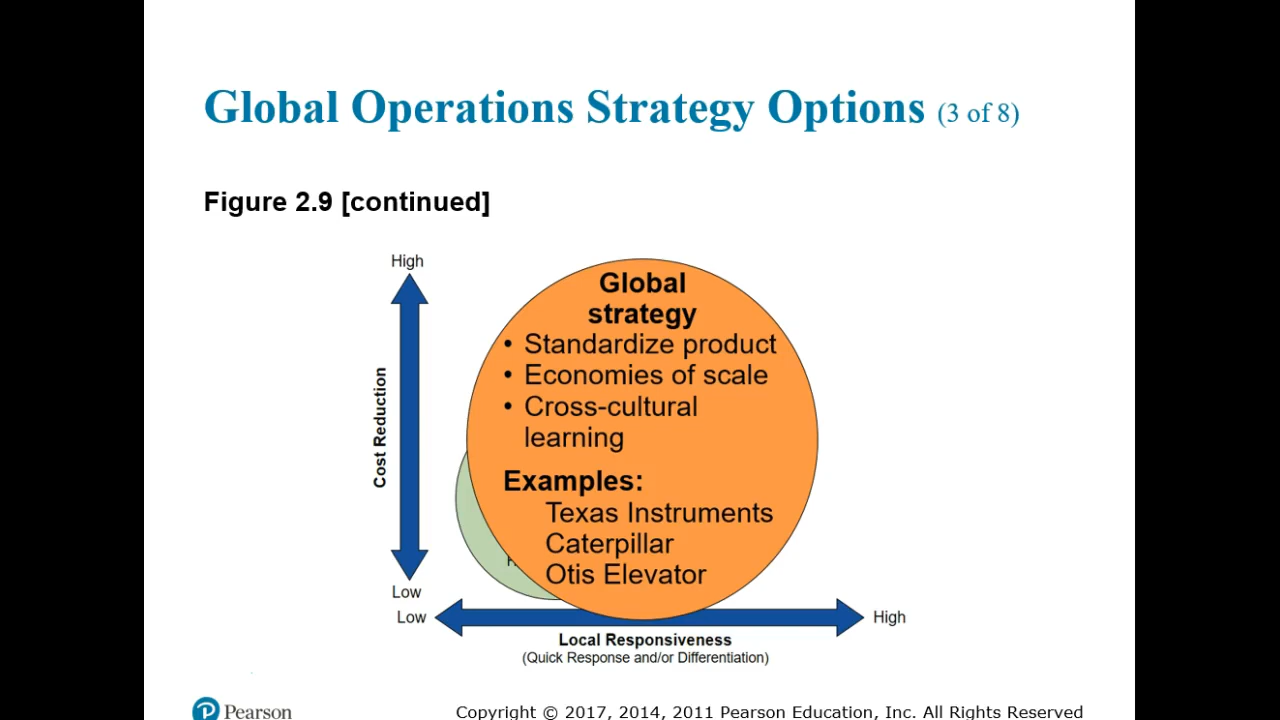 Global Operations Strategy Options (3 of 8)
Figure 2.9 [continued]
High
Global
strategy
• Standardize product
• Economies of scale
• Cross-cultural
learning
Examples:
Texas Instruments
Caterpillar
Otis Elevator
Cost Reduction
Low
Low
High
Local Responsiveness
(Quick Response and/or Differentiation)
Pearson
Copyright © 2017, 2014, 2011 Pearson Education, Inc. All Rights Reserved